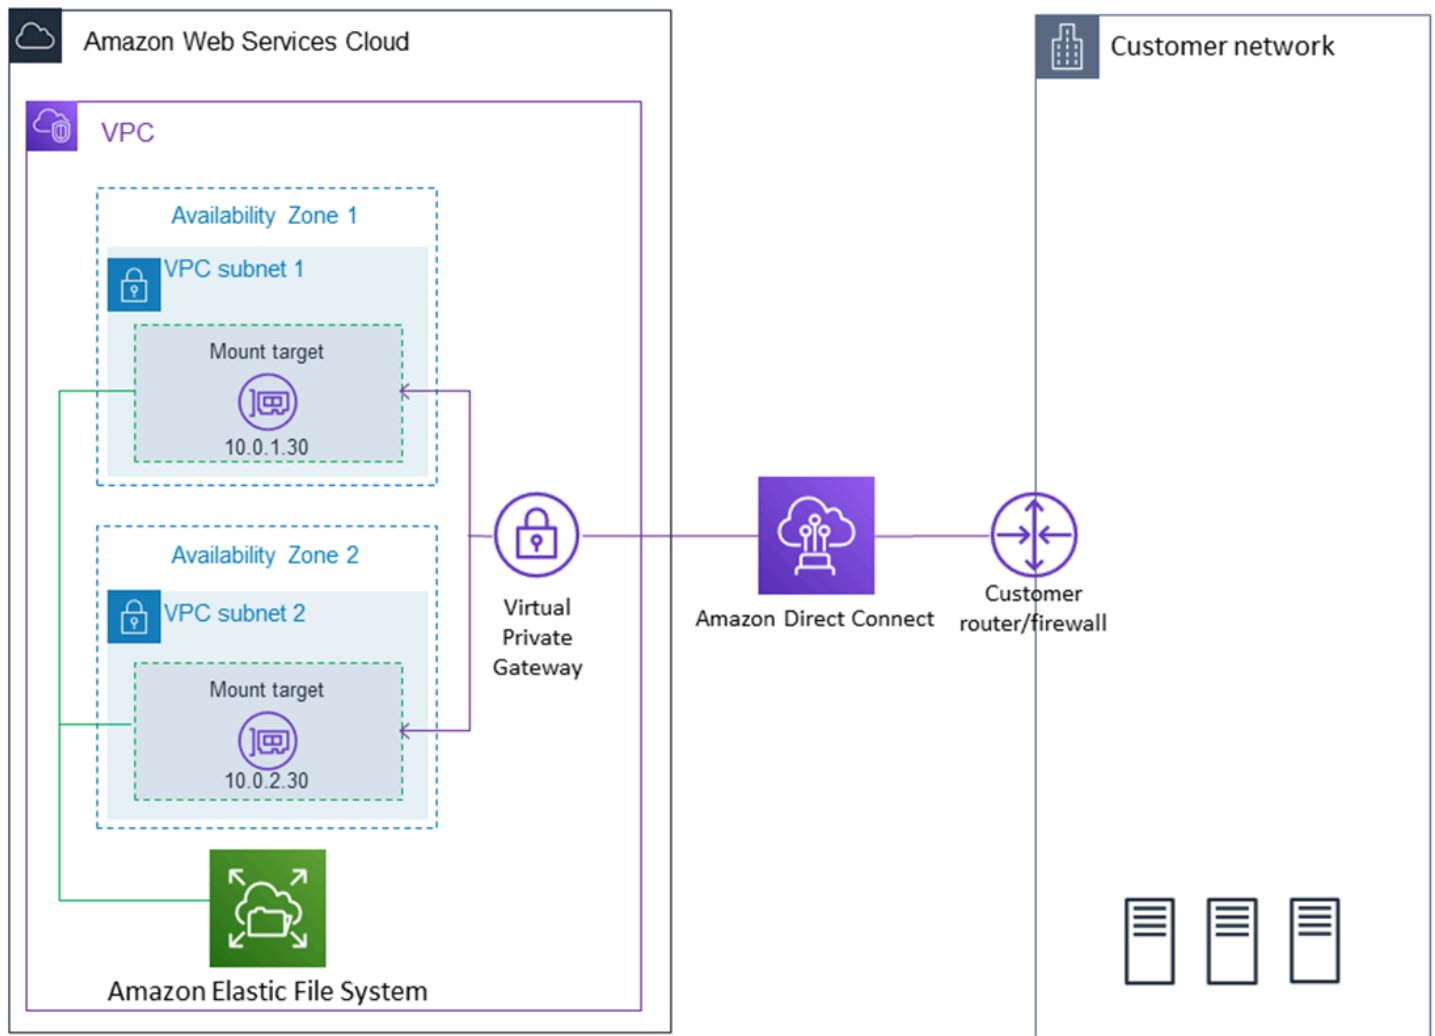 Amazon Web Services Cloud
Customer network
VPC
Availability Zone 1
VPC subnet 1
Mount target
10.0.1.30
Availability Zone 2
VPC subnet 2
Mount target
10.0.2.30
Virtual
Private
Gateway
Amazon Direct Connect
Customer
router/firewall
Amazon Elastic File System